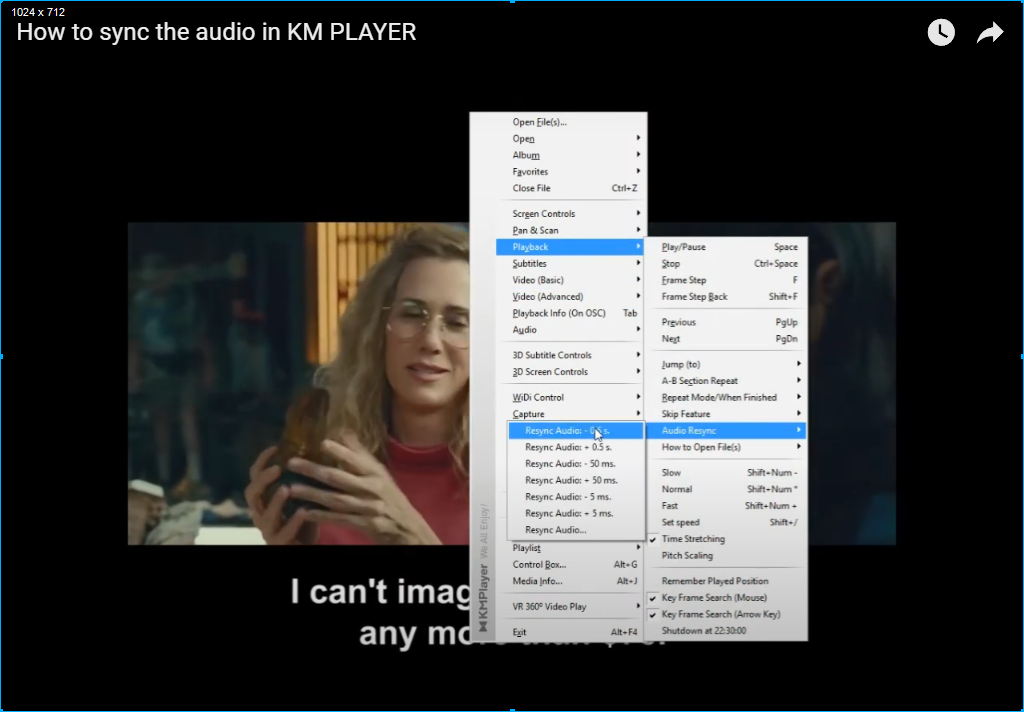 1024 x 712
How to sync the audio in KM PLAYER
Open File(s)...
Open
Album
Favorites
Close File Ctrl+Z
Screen Controls
Pan & Scan
Playback
Subtitles
Video (Basic)
Video (Advanced)
Playback Info (On OSC) Tab
Audio
3D Subtitle Controls
3D Screen Controls
WiDi Control
Capture
Resync Audio: - 0.5 s.
Resync Audio: + 0.5 s.
Resync Audio: - 50 ms.
Resync Audio: + 50 ms.
Resync Audio: - 5 ms.
Resync Audio: + 5 ms.
Resync Audio...
Playlist
Control Box... Alt+G
Media Info... Alt+J
VR 360º Video Play
Exit Alt+F4
KMPlayer We All Enjoy!
Play/Pause Space
Stop Ctrl+Space
Frame Step F
Frame Step Back Shift+F
Previous PgUp
Next PgDn
Jump (to)
A-B Section Repeat
Repeat Mode/When Finished
Skip Feature
Audio Resync
How to Open File(s)
Slow Shift+Num -
Normal Shift+Num *
Fast Shift+Num +
Set speed Shift+/
Time Stretching
Pitch Scaling
Remember Played Position
Key Frame Search (Mouse)
Key Frame Search (Arrow Key)
Shutdown at 22:30:00
I can't imag
any mo